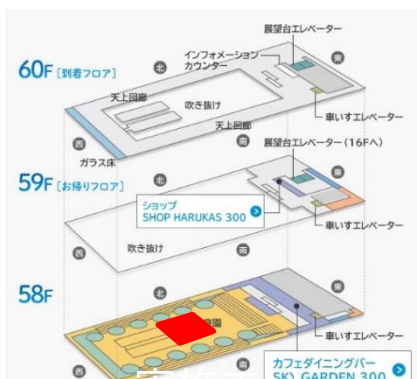 展望台エレベーター
インフォメーション
カウンター
東
60F[到着フロア]
北
天上回廊
吹き抜け
車いすエレベーター
天上回廊
西
南
ガラス床
展望台エレベーター(16Fへ)
59F[お帰りフロア]
北
東
ショップ
SHOP HARUKAS 300
車いすエレベーター
吹き抜け
西
南
58F
北
東
園
車いすエレベーター
西
南
カフェダイニングバー
SKY GARDEN 300